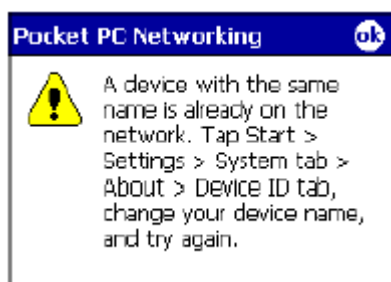 Pocket PC Networking ok
A device with the same
name is already on the
network. Tap Start >
Settings > System tab >
About > Device ID tab,
change your device name,
and try again.